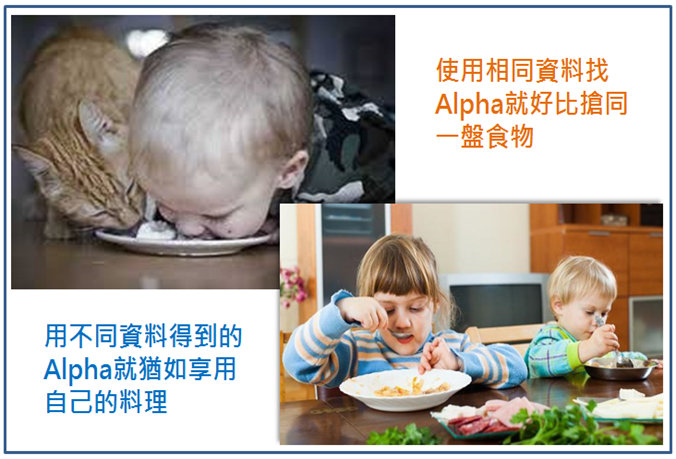 使用相同資料找
Alpha就好比搶同
一盤食物
用不同資料得到的
Alpha就猶如享用
自己的料理